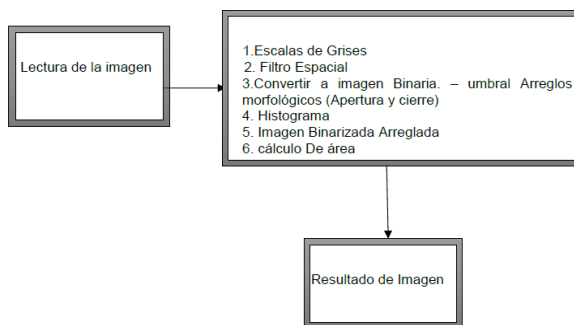 Lectura de la imagen
1.Escalas de Grises
2. Filtro Espacial
3.Convertir a imagen Binaria. – umbral Arreglos
morfológicos (Apertura y cierre)
4. Histograma
5. Imagen Binarizada Arreglada
6. cálculo De área
Resultado de Imagen